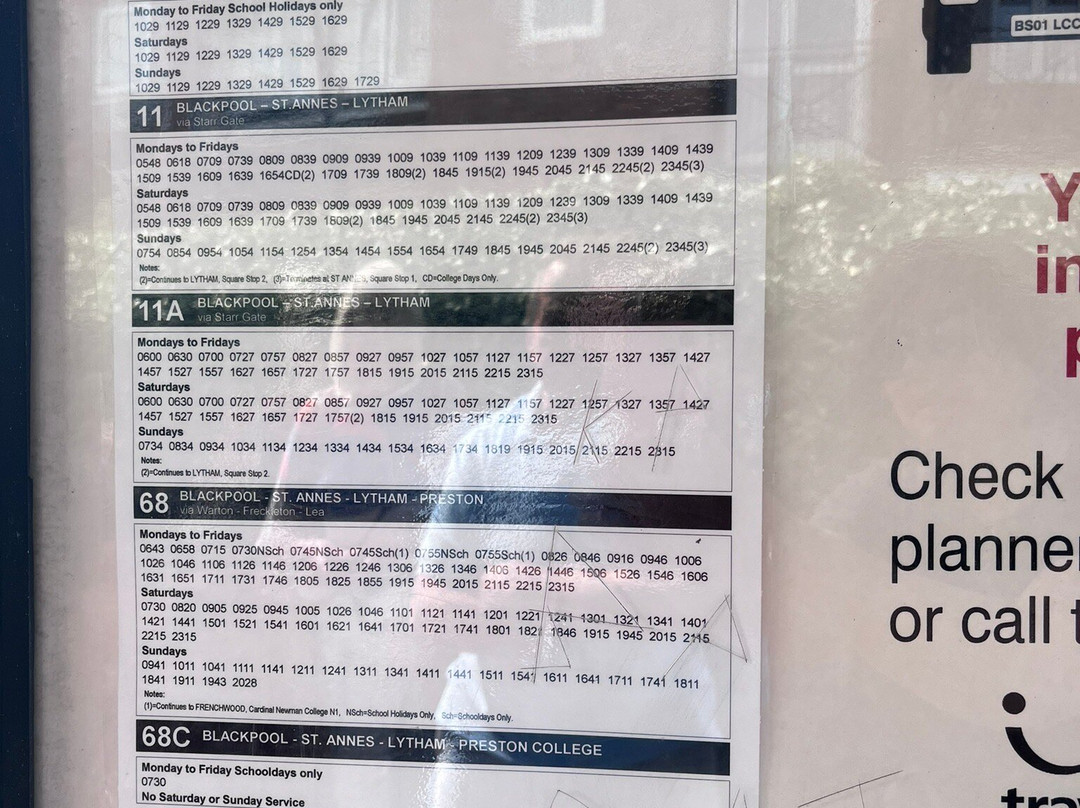 Monday to Friday School Holidays only
1029 1129 1229 1329 1429 1529 1629
Saturdays
1029 1129 1229 1329 1429 1529 1629
Sundays
1029 1129 1229 1329 1429 1529 1629 1729
11 BLACKPOOL – ST.ANNES – LYTHAM
via Starr Gate
Mondays to Fridays
0548 0618 0709 0739 0809 0839 0909 0939 1009 1039 1109 1139 1209 1239 1309 1339 1409 1439
1509 1539 1609 1639 1654CD(2) 1709 1739 1809(2) 1845 1915(2) 1945 2045 2145 2245(2) 2345(3)
Saturdays
0548 0618 0709 0739 0809 0839 0909 0939 1009 1039 1109 1139 1209 1239 1309 1339 1409 1439
1509 1539 1609 1639 1709 1739 1809(2) 1845 1945 2045 2145 2245(2) 2345(3)
Sundays
0754 0854 0954 1054 1154 1254 1354 1454 1554 1654 1749 1845 1945 2045 2145 2245(2) 2345(3)
Notes:
(2)=Continues to LYTHAM, Square Stop 2, (3)=Terminates at ST ANNES, Square Stop 1, CD=College Days Only.
11A BLACKPOOL – ST.ANNES – LYTHAM
via Starr Gate
Mondays to Fridays
0600 0630 0700 0727 0757 0827 0857 0927 0957 1027 1057 1127 1157 1227 1257 1327 1357 1427
1457 1527 1557 1627 1657 1727 1757 1815 1915 2015 2115 2215 2315
Saturdays
0600 0630 0700 0727 0757 0827 0857 0927 0957 1027 1057 1127 1157 1227 1257 1327 1357 1427
1457 1527 1557 1627 1657 1727 1757(2) 1815 1915 2015 2115 2215 2315
Sundays
0734 0834 0934 1034 1134 1234 1334 1434 1534 1634 1734 1819 1915 2015 2115 2215 2315
Notes:
(2)=Continues to LYTHAM, Square Stop 2.
68 BLACKPOOL - ST. ANNES - LYTHAM - PRESTON
via Warton - Freckleton - Lea
Mondays to Fridays
0643 0658 0715 0730NSch 0745NSch 0745Sch(1) 0755NSch 0755Sch(1) 0826 0846 0916 0946 1006
1026 1046 1106 1126 1146 1206 1226 1246 1306 1326 1346 1406 1426 1446 1506 1526 1546 1606
1631 1651 1711 1731 1746 1805 1825 1855 1915 1945 2015 2115 2215 2315
Saturdays
0730 0820 0905 0925 0945 1005 1026 1046 1101 1121 1141 1201 1221 1241 1301 1321 1341 1401
1421 1441 1501 1521 1541 1601 1621 1641 1701 1721 1741 1801 1821 1846 1915 1945 2015 2115
2215 2315
Sundays
0941 1011 1041 1111 1141 1211 1241 1311 1341 1411 1441 1511 1541 1611 1641 1711 1741 1811
1841 1911 1943 2028
Notes:
(1)=Continues to FRENCHWOOD, Cardinal Newman College N1, NSch=School Holidays Only, Sch=Schooldays Only.
68C BLACKPOOL - ST. ANNES - LYTHAM - PRESTON COLLEGE
Monday to Friday Schooldays only
0730
No Saturday or Sunday Service
BS01 LCC
Y
in
p
Check
planne
or call t
tra